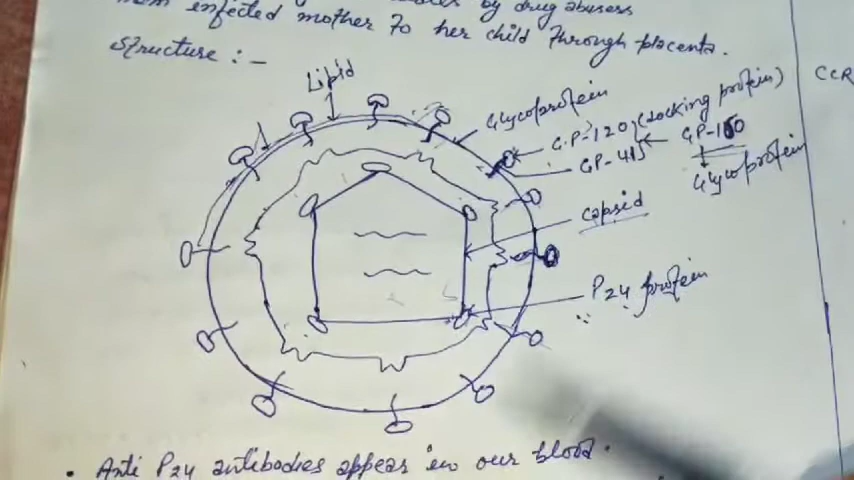 from infected mother to her child through placenta.
Structure : –
Lipid
Glycoprotein
G.P-120 (docking protein)
GP-41
GP-160
Glycoprotein
CCR
capsid
P24 protein
• Anti P24 antibodies appear in our blood.